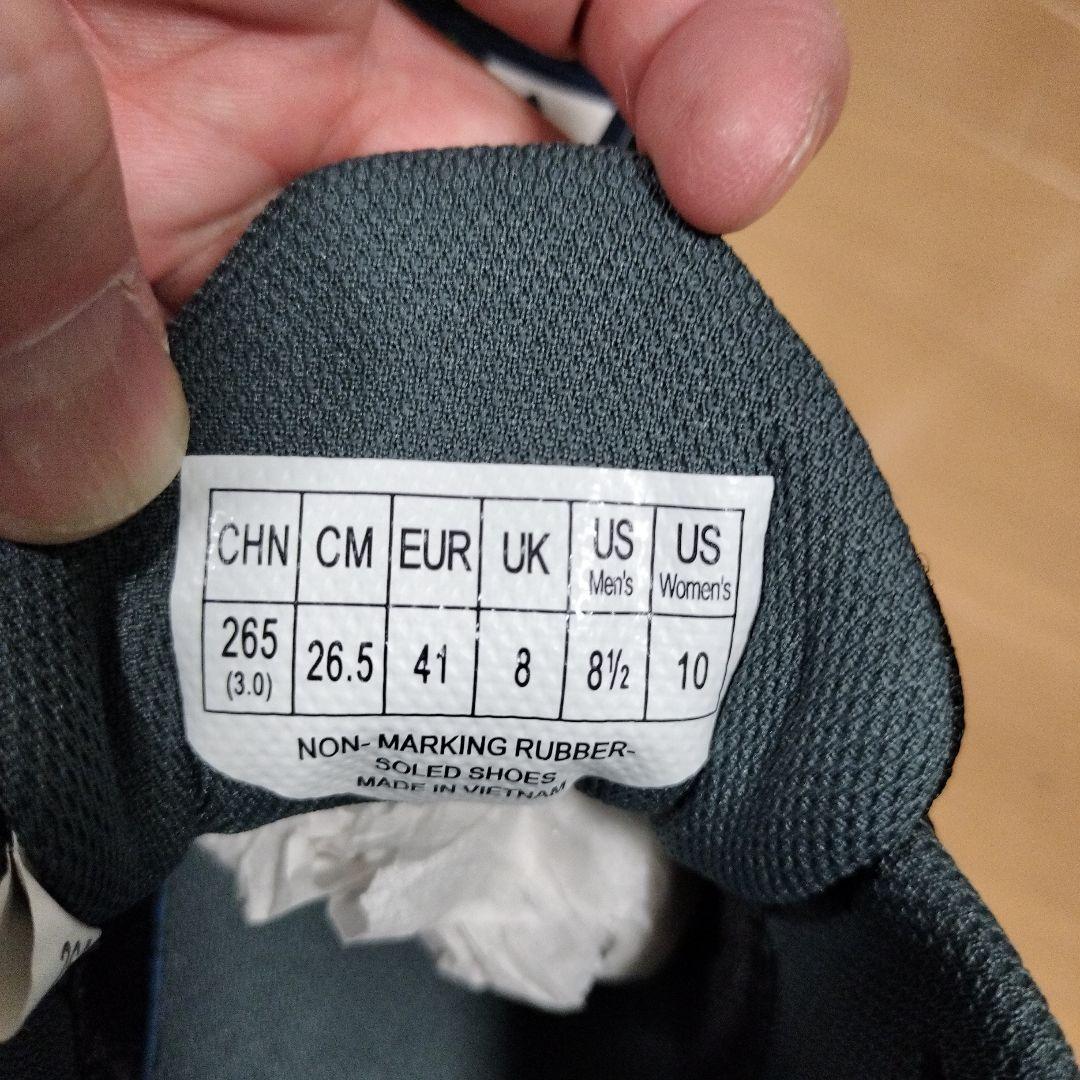 CHN CM EUR UK US Men's US Women's
265 (3.0) 26.5 41 8 8½ 10
NON- MARKING RUBBER-
SOLED SHOES
MADE IN VIETNAM